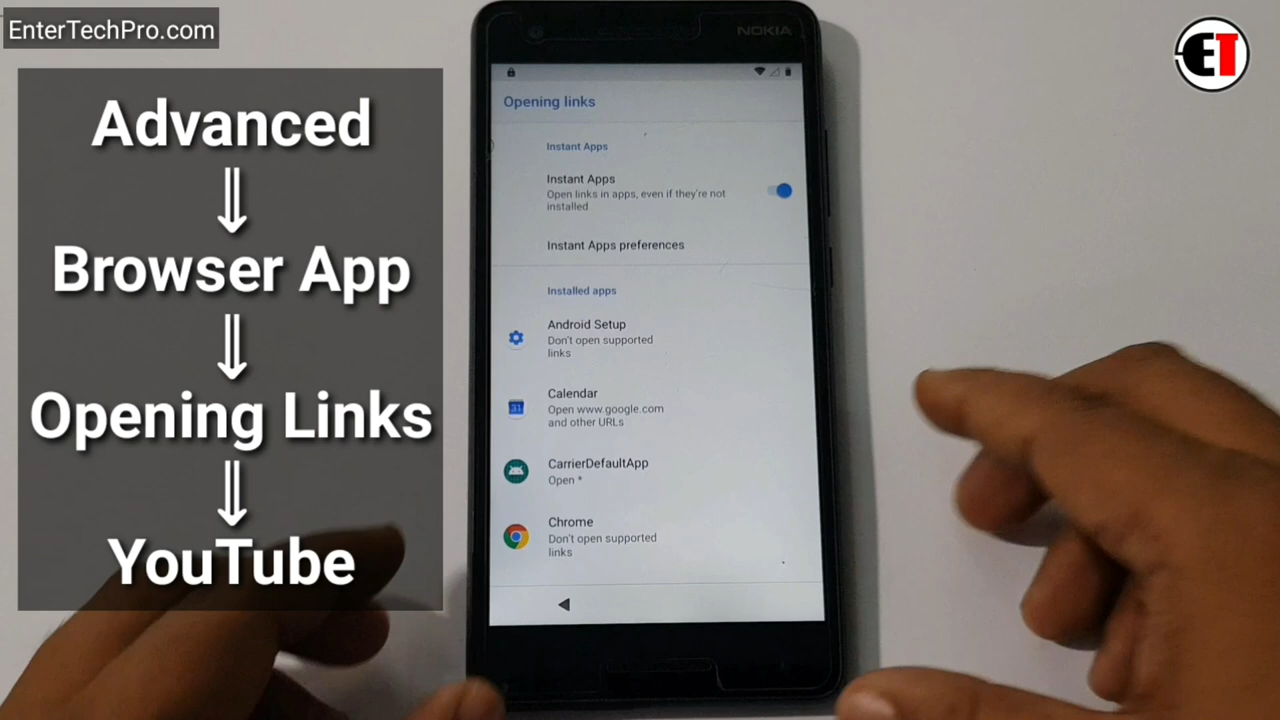 EnterTechPro.com
ET
Advanced
⇓
Browser App
⇓
Opening Links
⇓
YouTube
NOKIA
Opening links
Instant Apps
Instant Apps
Open links in apps, even if they're not
installed
Instant Apps preferences
Installed apps
Android Setup
Don't open supported
links
31
Calendar
Open www.google.com
and other URLs
CarrierDefaultApp
Open *
Chrome
Don't open supported
links